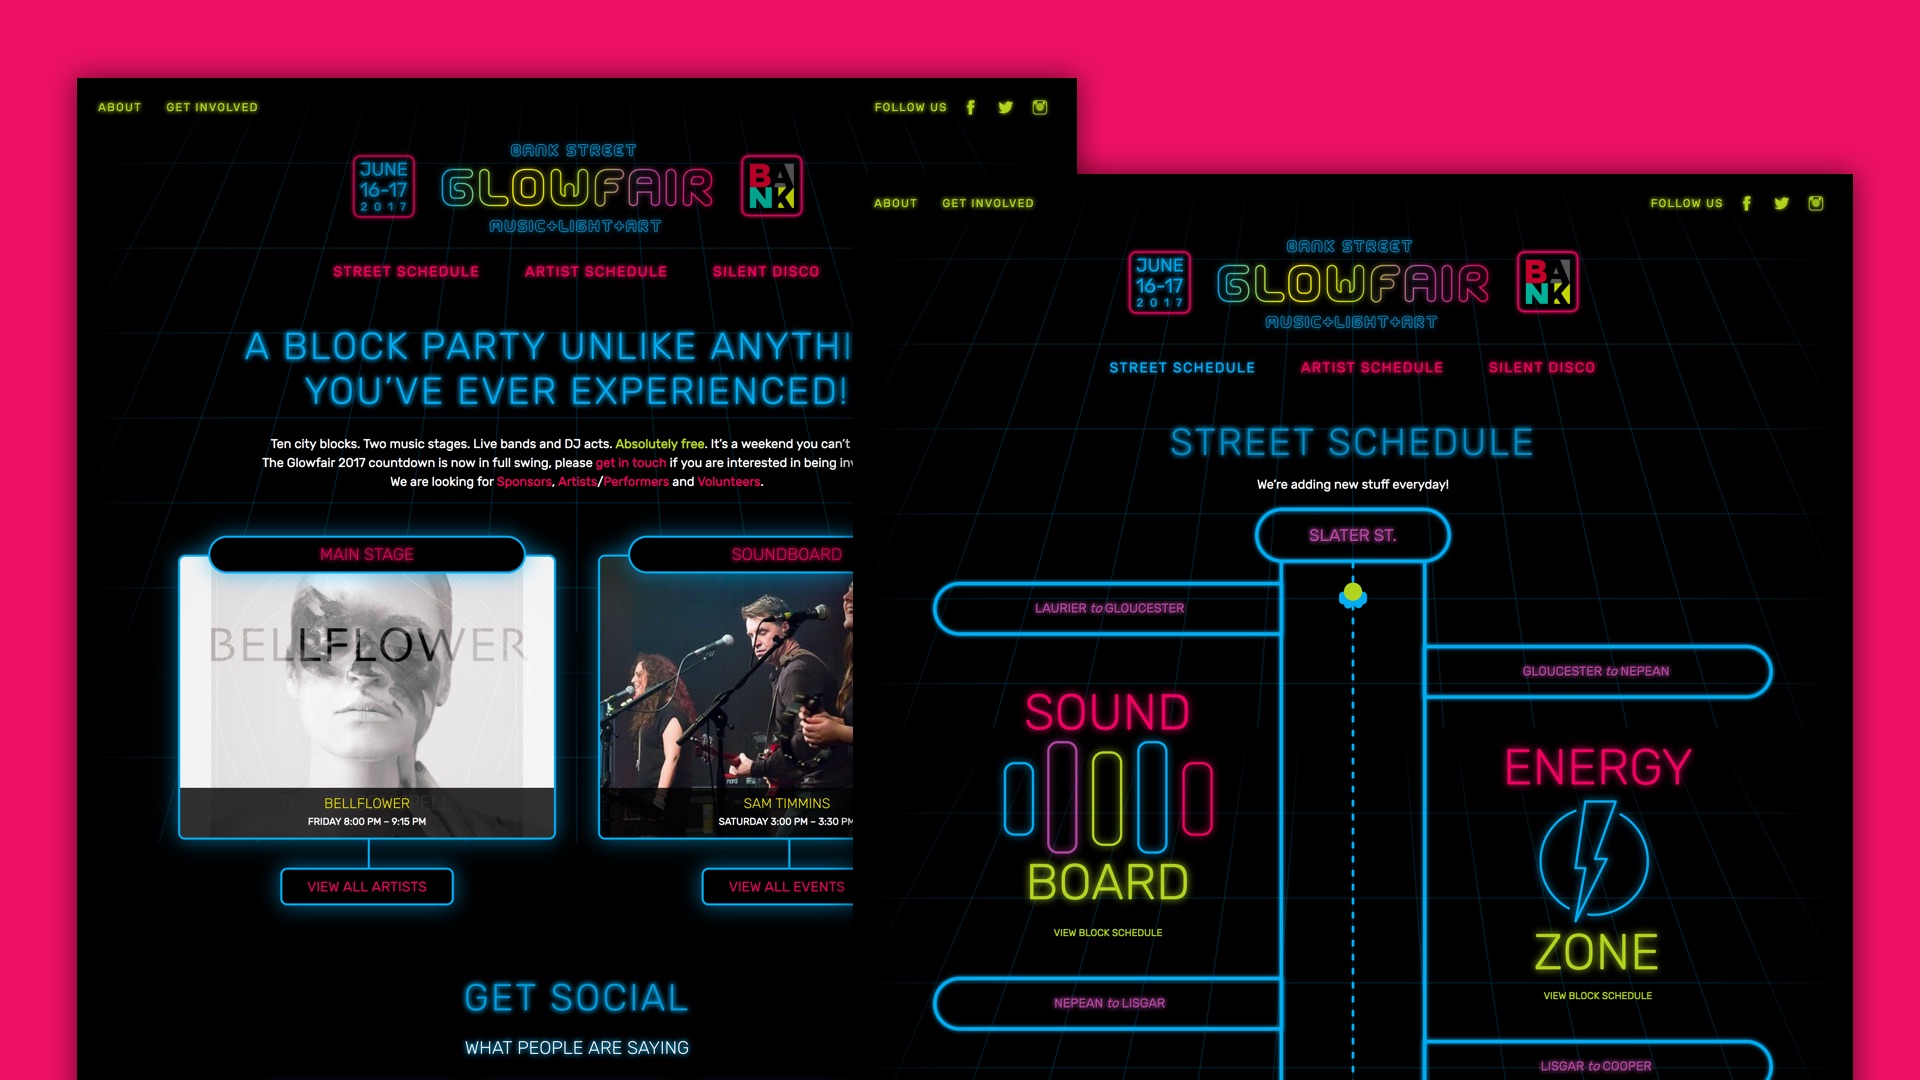 ABOUT
GET INVOLVED
FOLLOW US
JUNE
16-17
2017
BANK STREET
GLOWFAIR
MUSIC+LIGHT+ART
BA
NK
STREET SCHEDULE
ARTIST SCHEDULE
SILENT DISCO
A BLOCK PARTY UNLIKE ANYTHI
YOU'VE EVER EXPERIENCED!
Ten city blocks. Two music stages. Live bands and DJ acts. Absolutely free. It's a weekend you can't
The Glowfair 2017 countdown is now in full swing, please get in touch if you are interested in being inv
We are looking for Sponsors, Artists/Performers and Volunteers.
MAIN STAGE
BELLFLOWER
BELLFLOWER
FRIDAY 8:00 PM – 9:15 PM
VIEW ALL ARTISTS
SOUNDBOARD
nord
SAM TIMMINS
SATURDAY 3:00 PM – 3:30 PM
VIEW ALL EVENTS
GET SOCIAL
WHAT PEOPLE ARE SAYING
ABOUT
GET INVOLVED
FOLLOW US
JUNE
16-17
2017
BANK STREET
GLOWFAIR
MUSIC+LIGHT+ART
BA
NK
STREET SCHEDULE
ARTIST SCHEDULE
SILENT DISCO
STREET SCHEDULE
We're adding new stuff everyday!
SLATER ST.
LAURIER to GLOUCESTER
GLOUCESTER to NEPEAN
SOUND
BOARD
VIEW BLOCK SCHEDULE
ENERGY
ZONE
VIEW BLOCK SCHEDULE
NEPEAN to LISGAR
LISGAR to COOPER